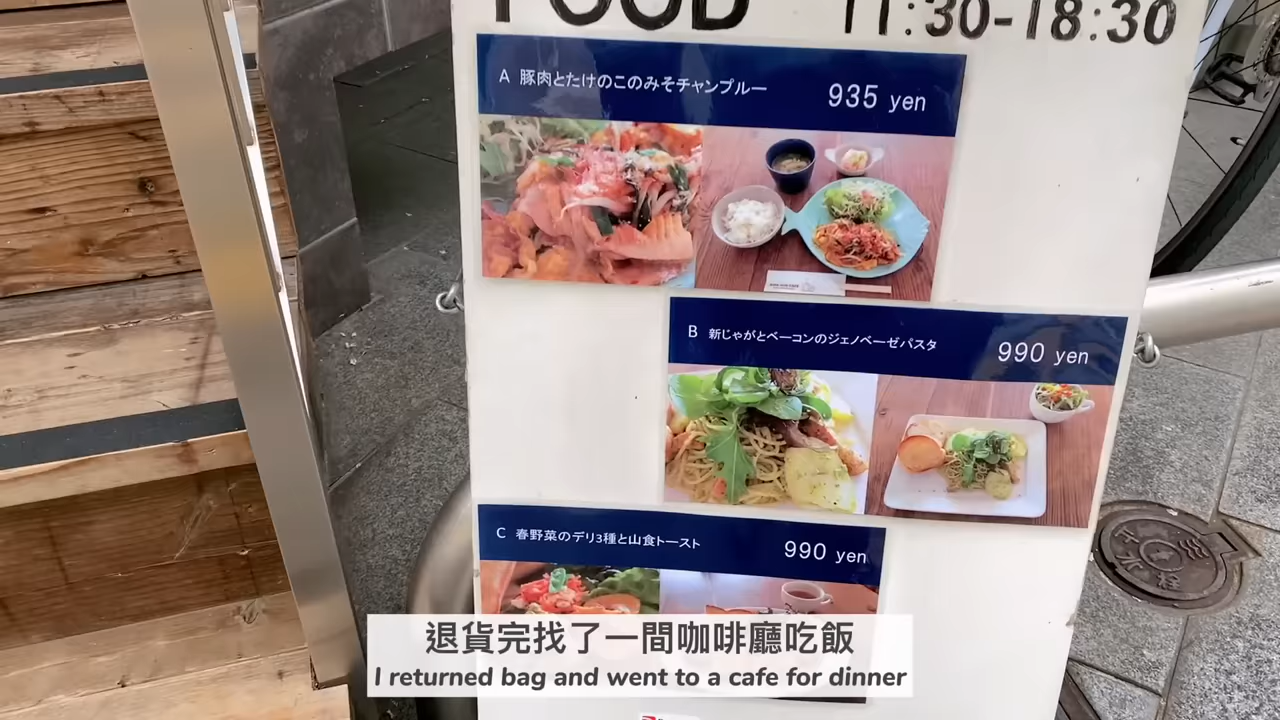 FOOD 11:30-18:30
A 豚肉とたけのこのみそチャンプルー 935 yen
B 新じゃがとベーコンのジェノベーゼパスタ 990 yen
C 春野菜のデリ3種と山食トースト 990 yen
退貨完找了一間咖啡廳吃飯
I returned bag and went to a cafe for dinner